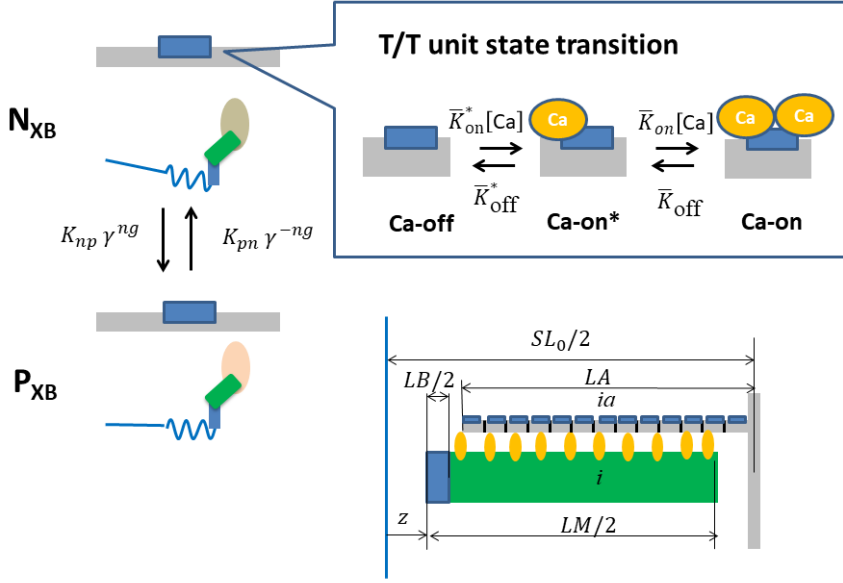 T/T unit state transition
N_XB
Ca
Ca Ca
K̅*_on[Ca]
K̅_on[Ca]
K̅*_off
K̅_off
Ca-off
Ca-on*
Ca-on
K_np γ^ng
K_pn γ^−ng
P_XB
SL_0/2
LB/2
LA
ia
i
z
LM/2